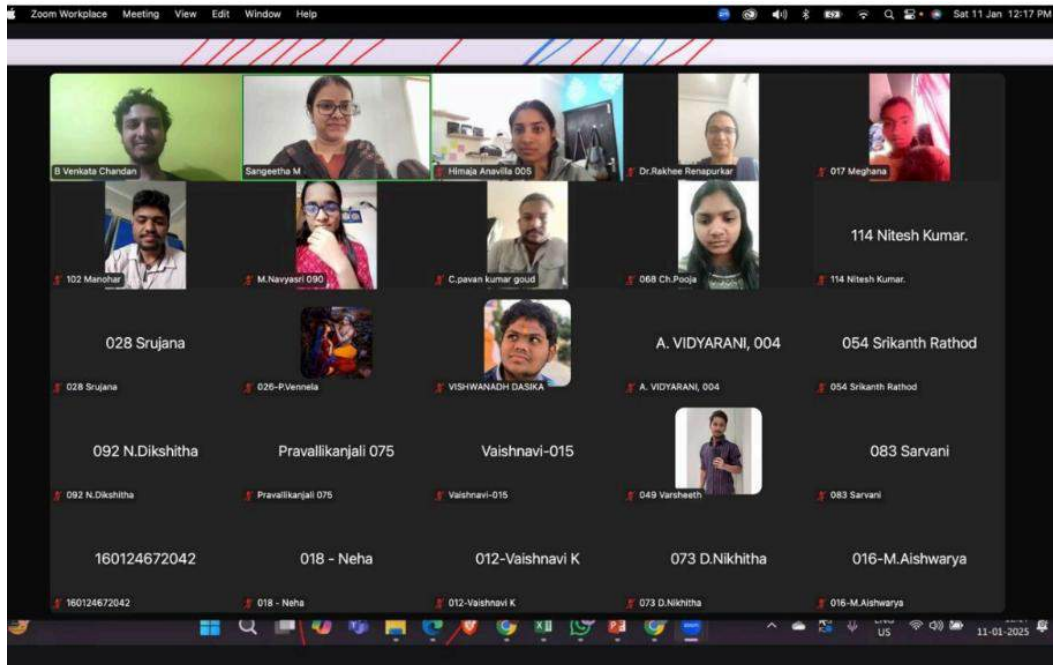 Zoom Workplace Meeting View Edit Window Help Sat 11 Jan 12:17 PM
B Venkata Chandan Sangeetha M Himaja Anavilla 005 Dr.Rakhee Renapurkar 017 Meghana
114 Nitesh Kumar.
102 Manohar M.Navyasri 090 C.pavan kumar goud 068 Ch.Pooja 114 Nitesh Kumar.
028 Srujana A. VIDYARANI, 004 054 Srikanth Rathod
028 Srujana 026-P.Vennela VISHWANADH DASIKA A. VIDYARANI, 004 054 Srikanth Rathod
092 N.Dikshitha Pravallikanjali 075 Vaishnavi-015 083 Sarvani
092 N.Dikshitha Pravallikanjali 075 Vaishnavi-015 049 Varsheeth 083 Sarvani
160124672042 018 - Neha 012-Vaishnavi K 073 D.Nikhitha 016-M.Aishwarya
160124672042 018 - Neha 012-Vaishnavi K 073 D.Nikhitha 016-M.Aishwarya
US 11-01-2025